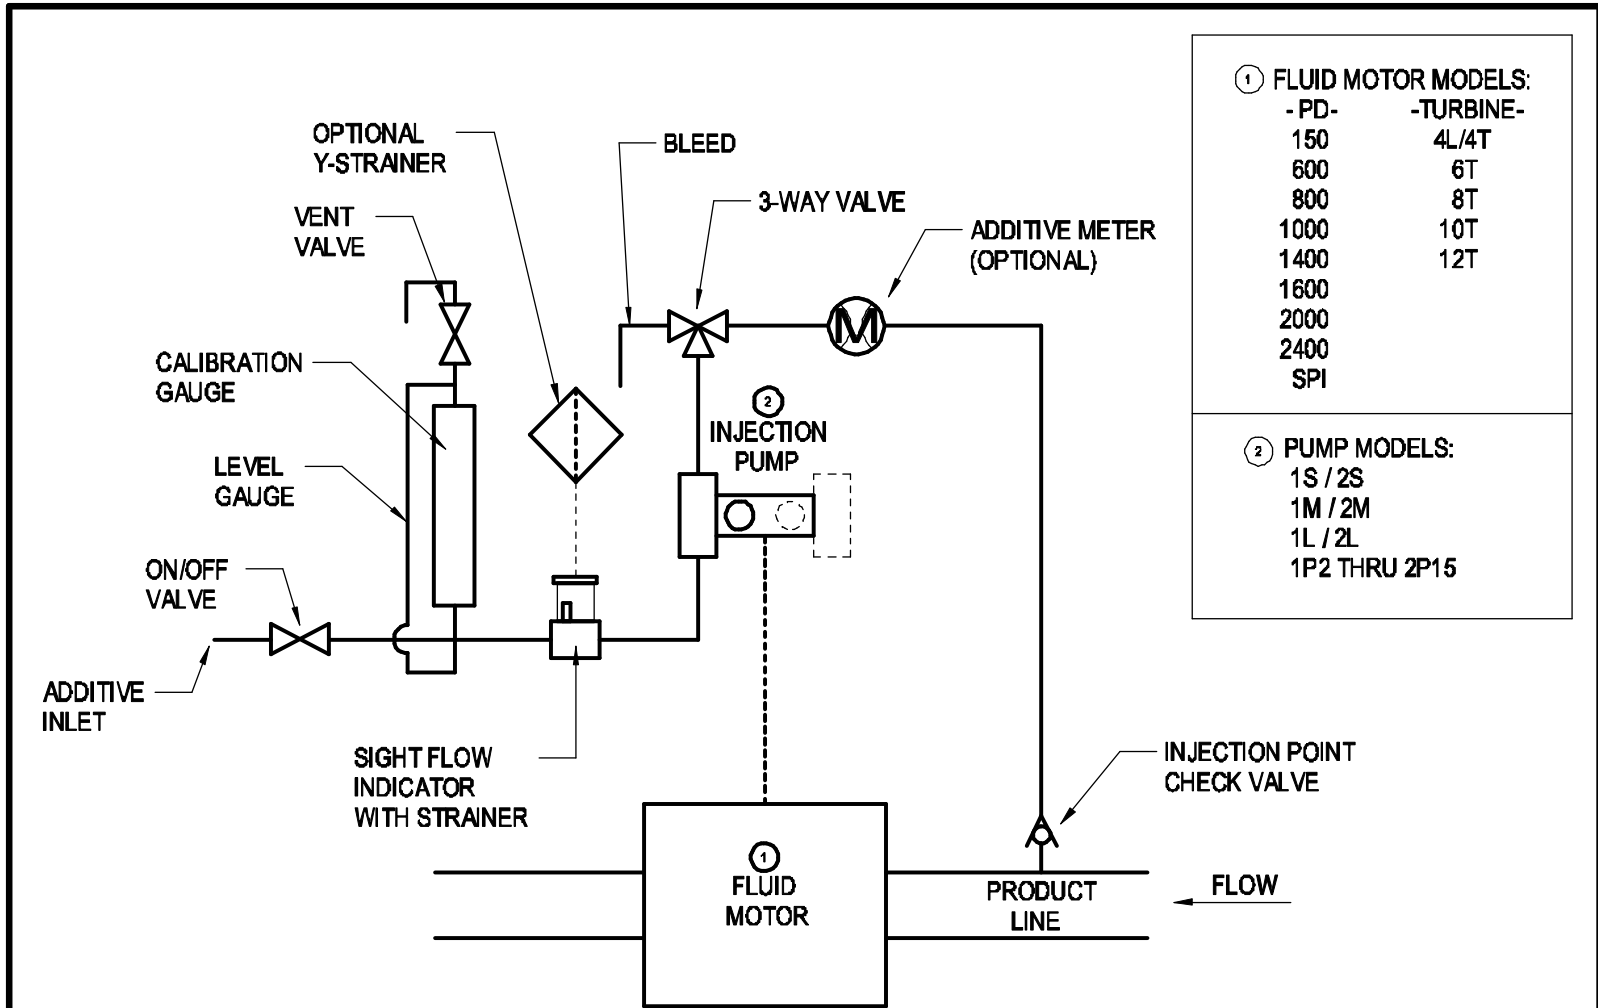 OPTIONAL
Y-STRAINER
BLEED
3-WAY VALVE
VENT
VALVE
ADDITIVE METER
(OPTIONAL)
M
CALIBRATION
GAUGE
LEVEL
GAUGE
2
INJECTION
PUMP
ON/OFF
VALVE
ADDITIVE
INLET
SIGHT FLOW
INDICATOR
WITH STRAINER
INJECTION POINT
CHECK VALVE
1
FLUID
MOTOR
PRODUCT
LINE
FLOW
1 FLUID MOTOR MODELS:
- PD- -TURBINE-
150 4L/4T
600 6T
800 8T
1000 10T
1400 12T
1600
2000
2400
SPI
2 PUMP MODELS:
1S / 2S
1M / 2M
1L / 2L
1P2 THRU 2P15